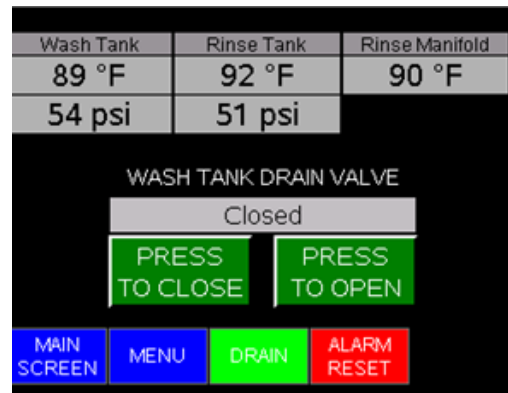 Wash Tank Rinse Tank Rinse Manifold
89 °F 92 °F 90 °F
54 psi 51 psi
WASH TANK DRAIN VALVE
Closed
PRESS
TO CLOSE
PRESS
TO OPEN
MAIN
SCREEN
MENU
DRAIN
ALARM
RESET